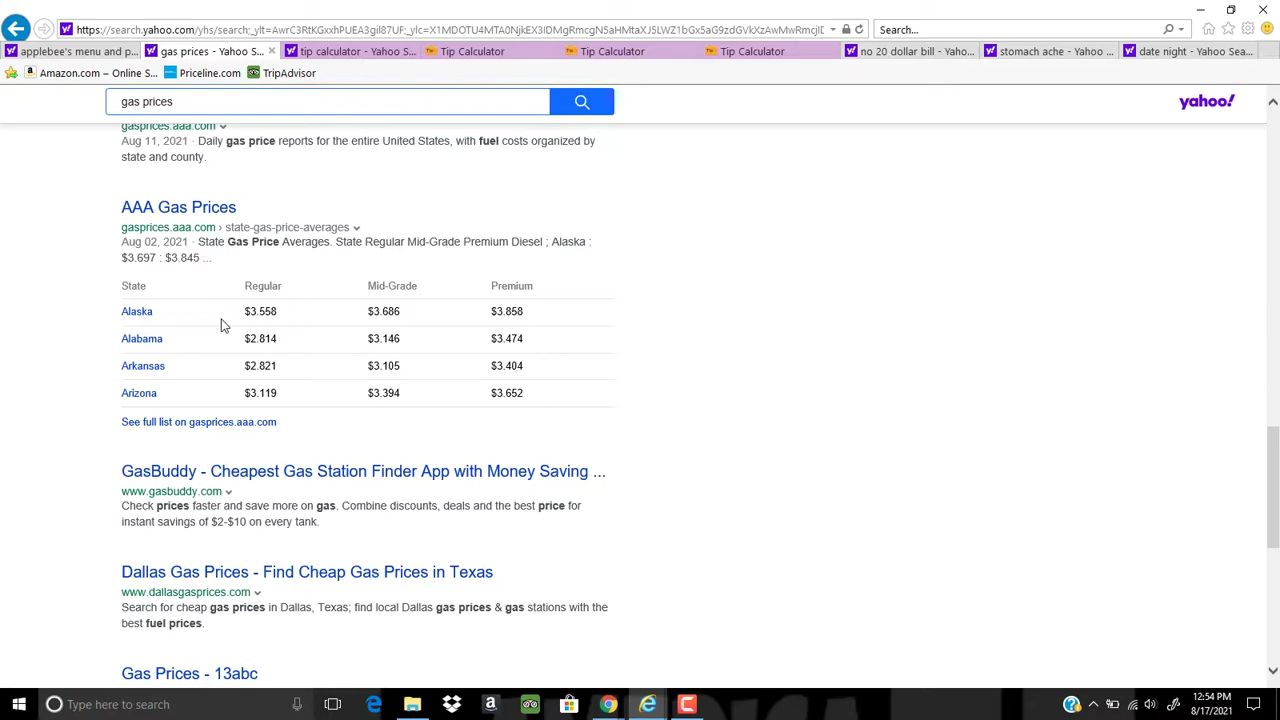 https://search.yahoo.com/yhs/search;_ylt=
Search...
applebee's menu and p...
gas prices - Yahoo S...
tip calculator - Yahoo S...
Tip Calculator
Tip Calculator
Tip Calculator
no 20 dollar bill - Yahoo...
stomach ache - Yahoo ...
date night - Yahoo Sea...
Amazon.com – Online S...
Priceline.com
TripAdvisor
gas prices
yahoo!
gasprices.aaa.com
Aug 11, 2021 · Daily gas price reports for the entire United States, with fuel costs organized by
state and county.
AAA Gas Prices
gasprices.aaa.com › state-gas-price-averages
Aug 02, 2021 · State Gas Price Averages. State Regular Mid-Grade Premium Diesel ; Alaska :
$3.697 : $3.845 ...
State Regular Mid-Grade Premium
Alaska $3.558 $3.686 $3.858
Alabama $2.814 $3.146 $3.474
Arkansas $2.821 $3.105 $3.404
Arizona $3.119 $3.394 $3.652
See full list on gasprices.aaa.com
GasBuddy - Cheapest Gas Station Finder App with Money Saving ...
www.gasbuddy.com
Check prices faster and save more on gas. Combine discounts, deals and the best price for
instant savings of $2-$10 on every tank.
Dallas Gas Prices - Find Cheap Gas Prices in Texas
www.dallasgasprices.com
Search for cheap gas prices in Dallas, Texas; find local Dallas gas prices & gas stations with the
best fuel prices.
Gas Prices - 13abc
Type here to search
12:54 PM
8/17/2021